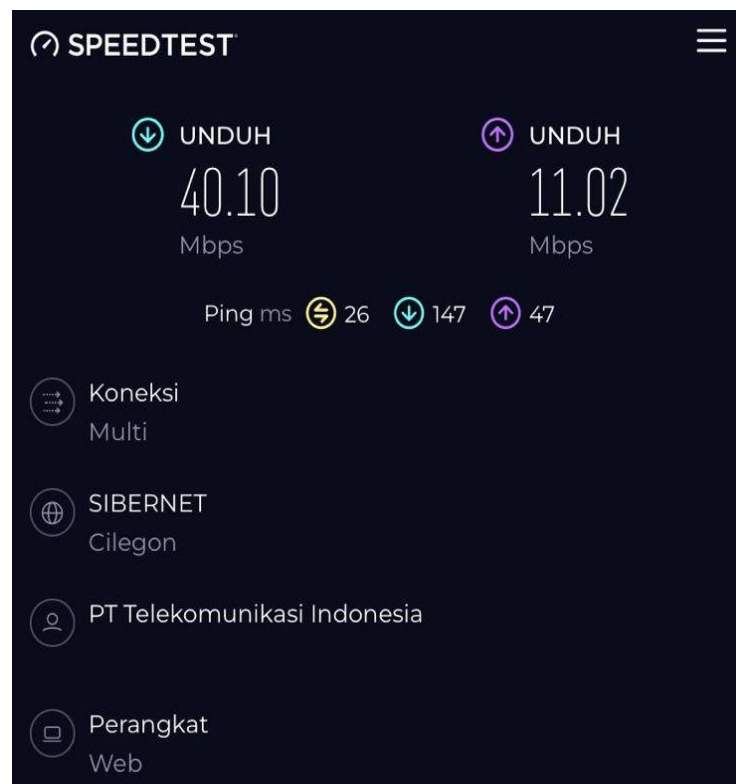 SPEEDTEST
UNDUH
40.10
Mbps
UNDUH
11.02
Mbps
Ping ms 26 147 47
Koneksi
Multi
SIBERNET
Cilegon
PT Telekomunikasi Indonesia
Perangkat
Web